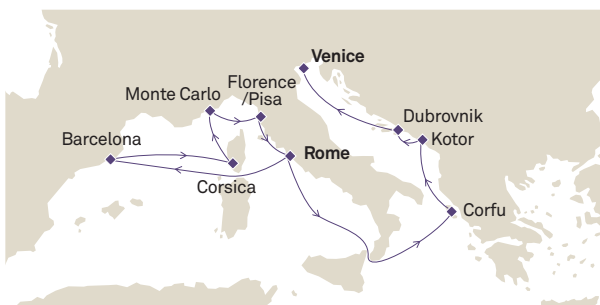 Venice
Florence
/Pisa
Monte Carlo
Dubrovnik
Barcelona
Kotor
Rome
Corsica
Corfu